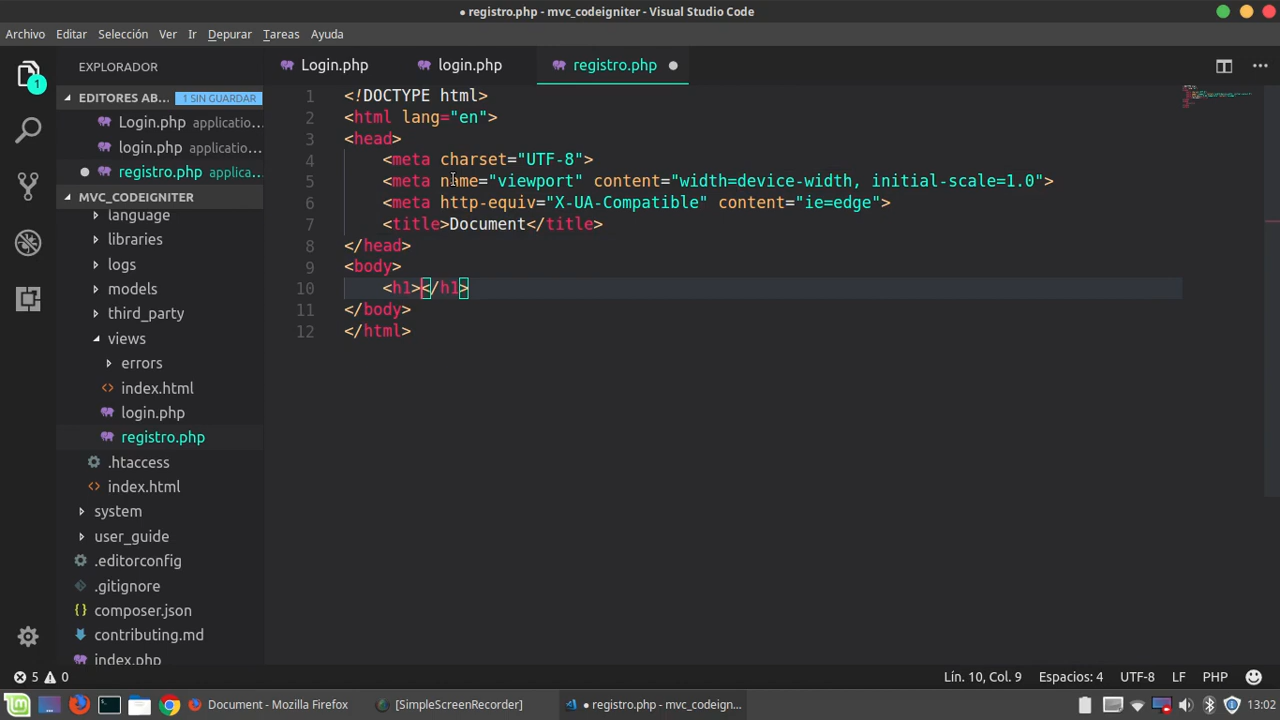 ● registro.php - mvc_codeigniter - Visual Studio Code
Archivo Editar Selección Ver Ir Depurar Tareas Ayuda
EXPLORADOR
Login.php login.php registro.php ●
1
EDITORES AB... 1 SIN GUARDAR
Login.php applicatio...
login.php applicatio...
● registro.php applica...
MVC_CODEIGNITER
language
libraries
logs
models
third_party
views
errors
<> index.html
login.php
registro.php
.htaccess
<> index.html
system
user_guide
.editorconfig
.gitignore
{} composer.json
contributing.md
index.php
1 <!DOCTYPE html>
2 <html lang="en">
3 <head>
4 <meta charset="UTF-8">
5 <meta name="viewport" content="width=device-width, initial-scale=1.0">
6 <meta http-equiv="X-UA-Compatible" content="ie=edge">
7 <title>Document</title>
8 </head>
9 <body>
10 <h1></h1>
11 </body>
12 </html>
5 0 Lín. 10, Col. 9 Espacios: 4 UTF-8 LF PHP
Document - Mozilla Firefox [SimpleScreenRecorder] ● registro.php - mvc_codeign... 13:02